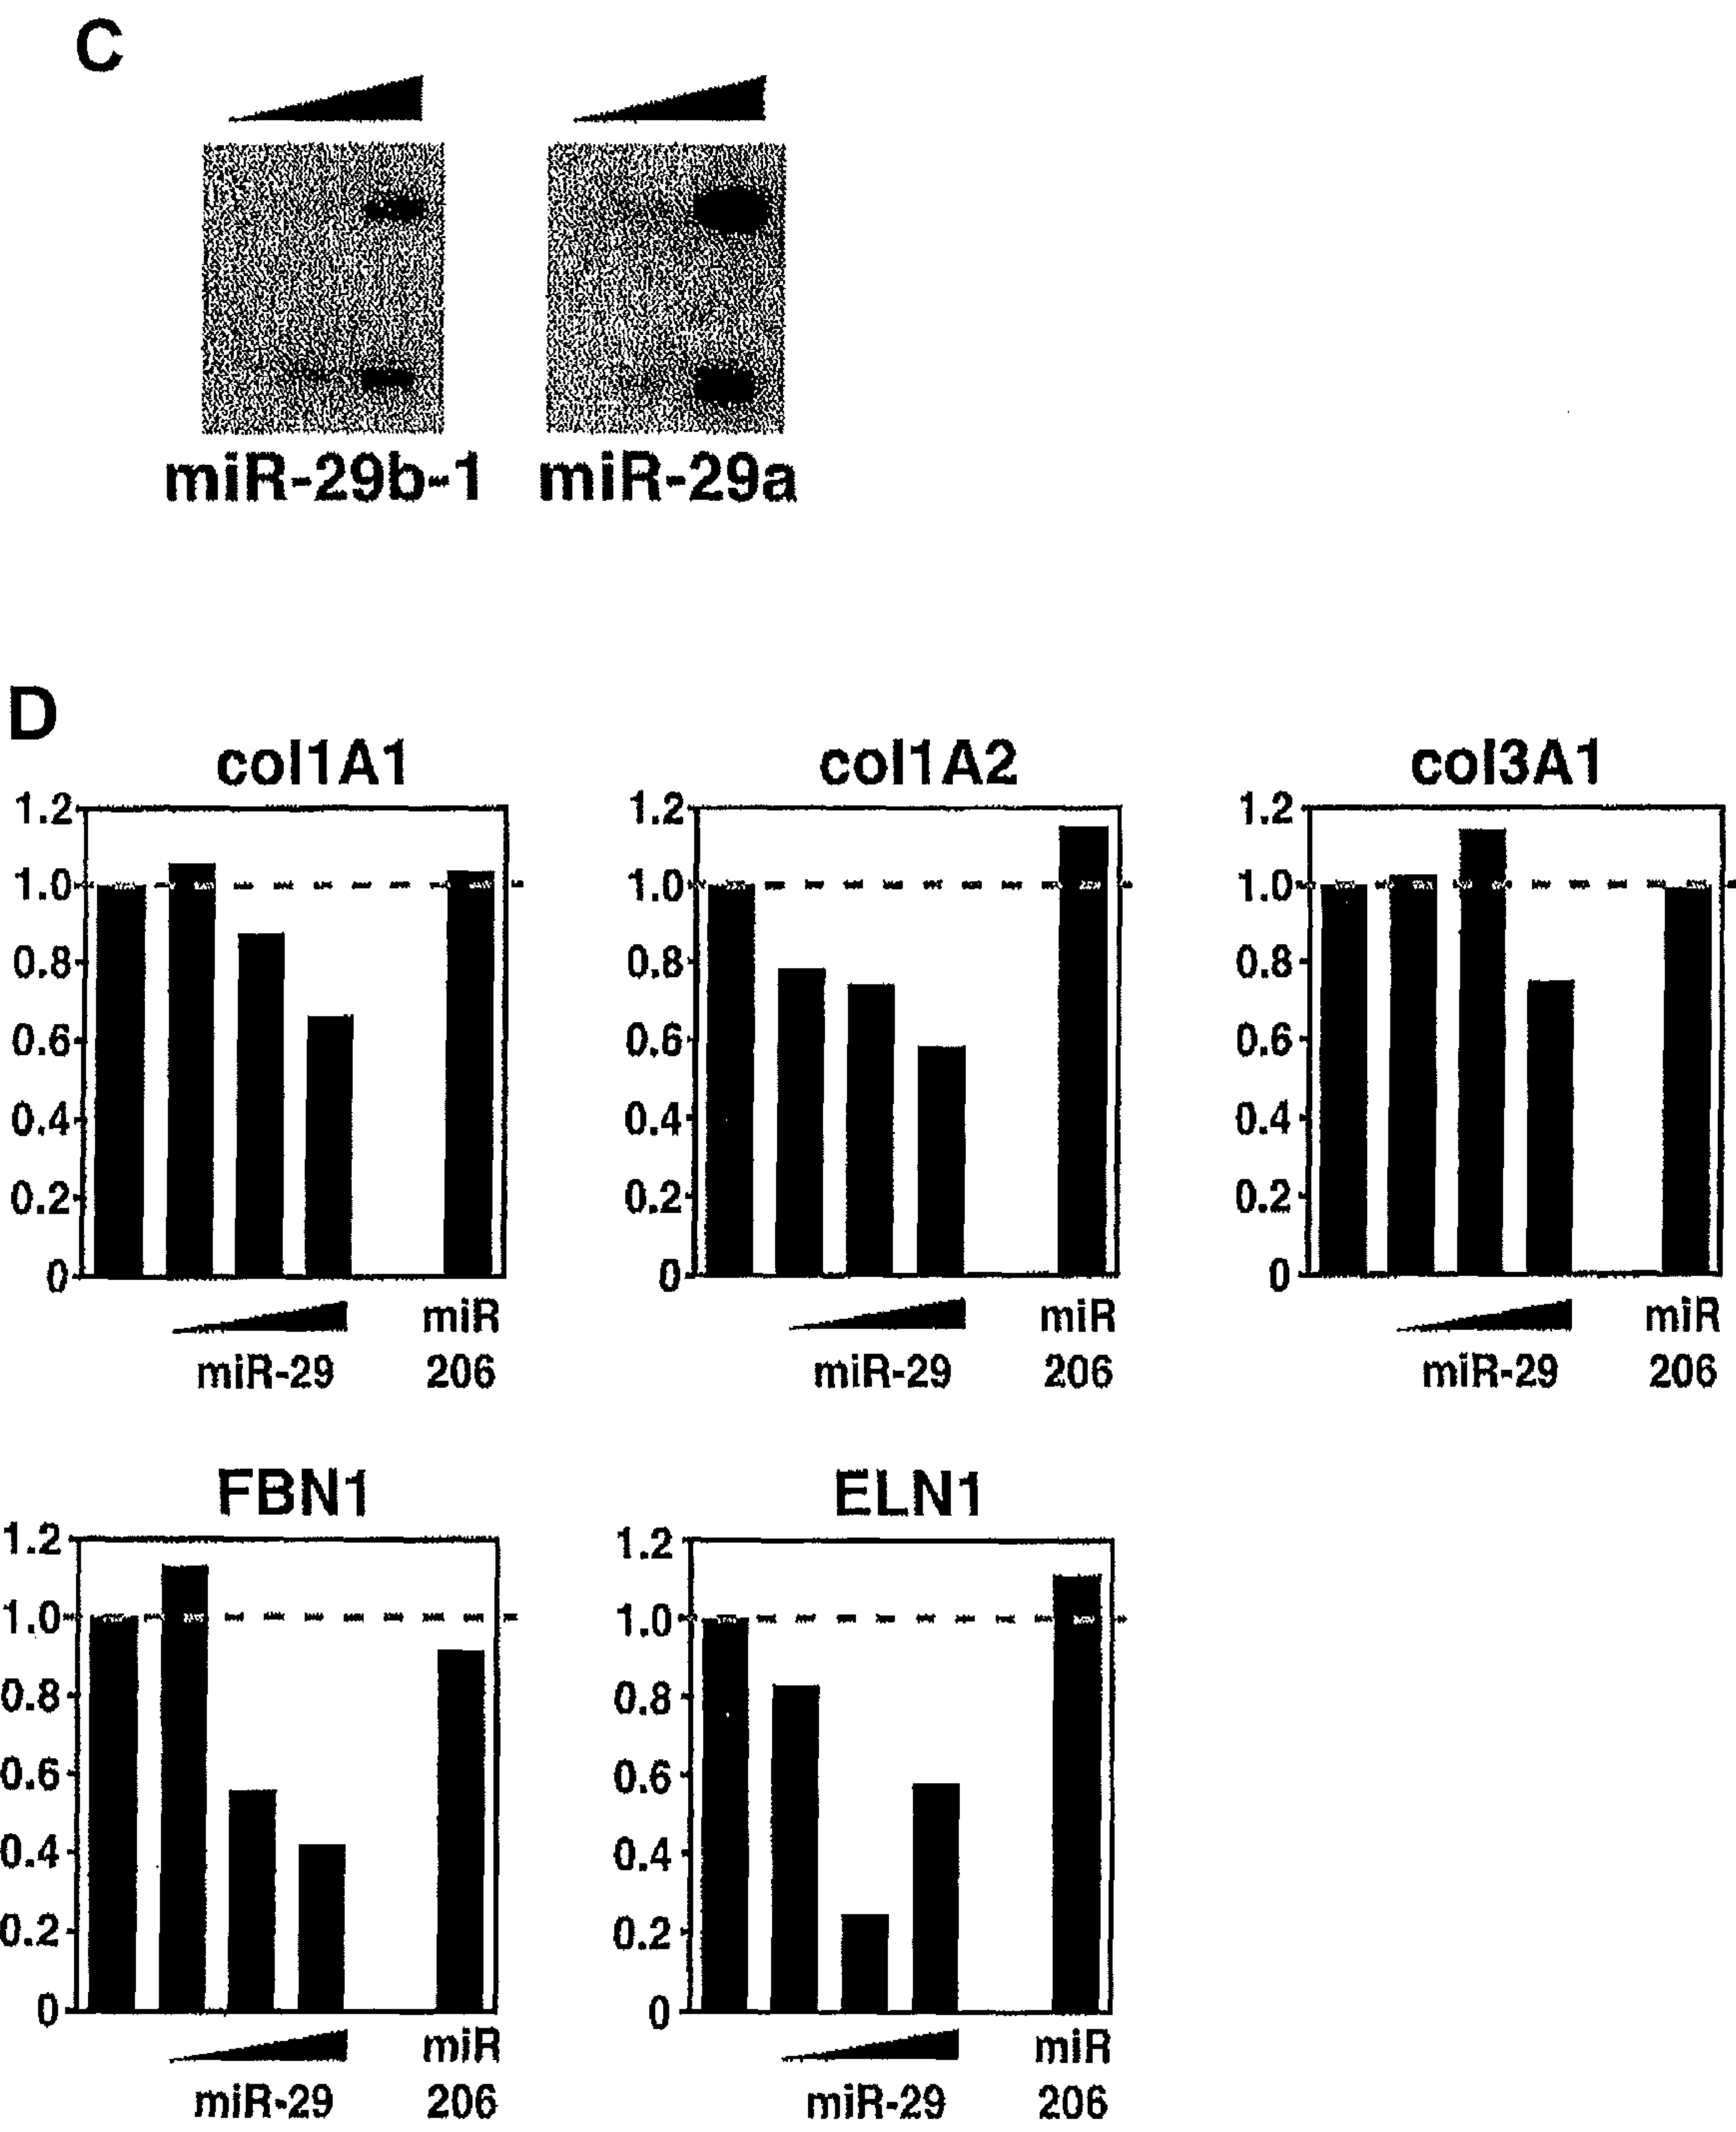 C
miR-29b-1 miR-29a
D
col1A1 col1A2 col3A1
1.2 1.2 1.2
1.0 1.0 1.0
0.8 0.8 0.8
0.6 0.6 0.6
0.4 0.4 0.4
0.2 0.2 0.2
0 0 0
miR miR miR
miR-29 206 miR-29 206 miR-29 206
FBN1 ELN1
1.2 1.2
1.0 1.0
0.8 0.8
0.6 0.6
0.4 0.4
0.2 0.2
0 0
miR miR
miR-29 206 miR-29 206